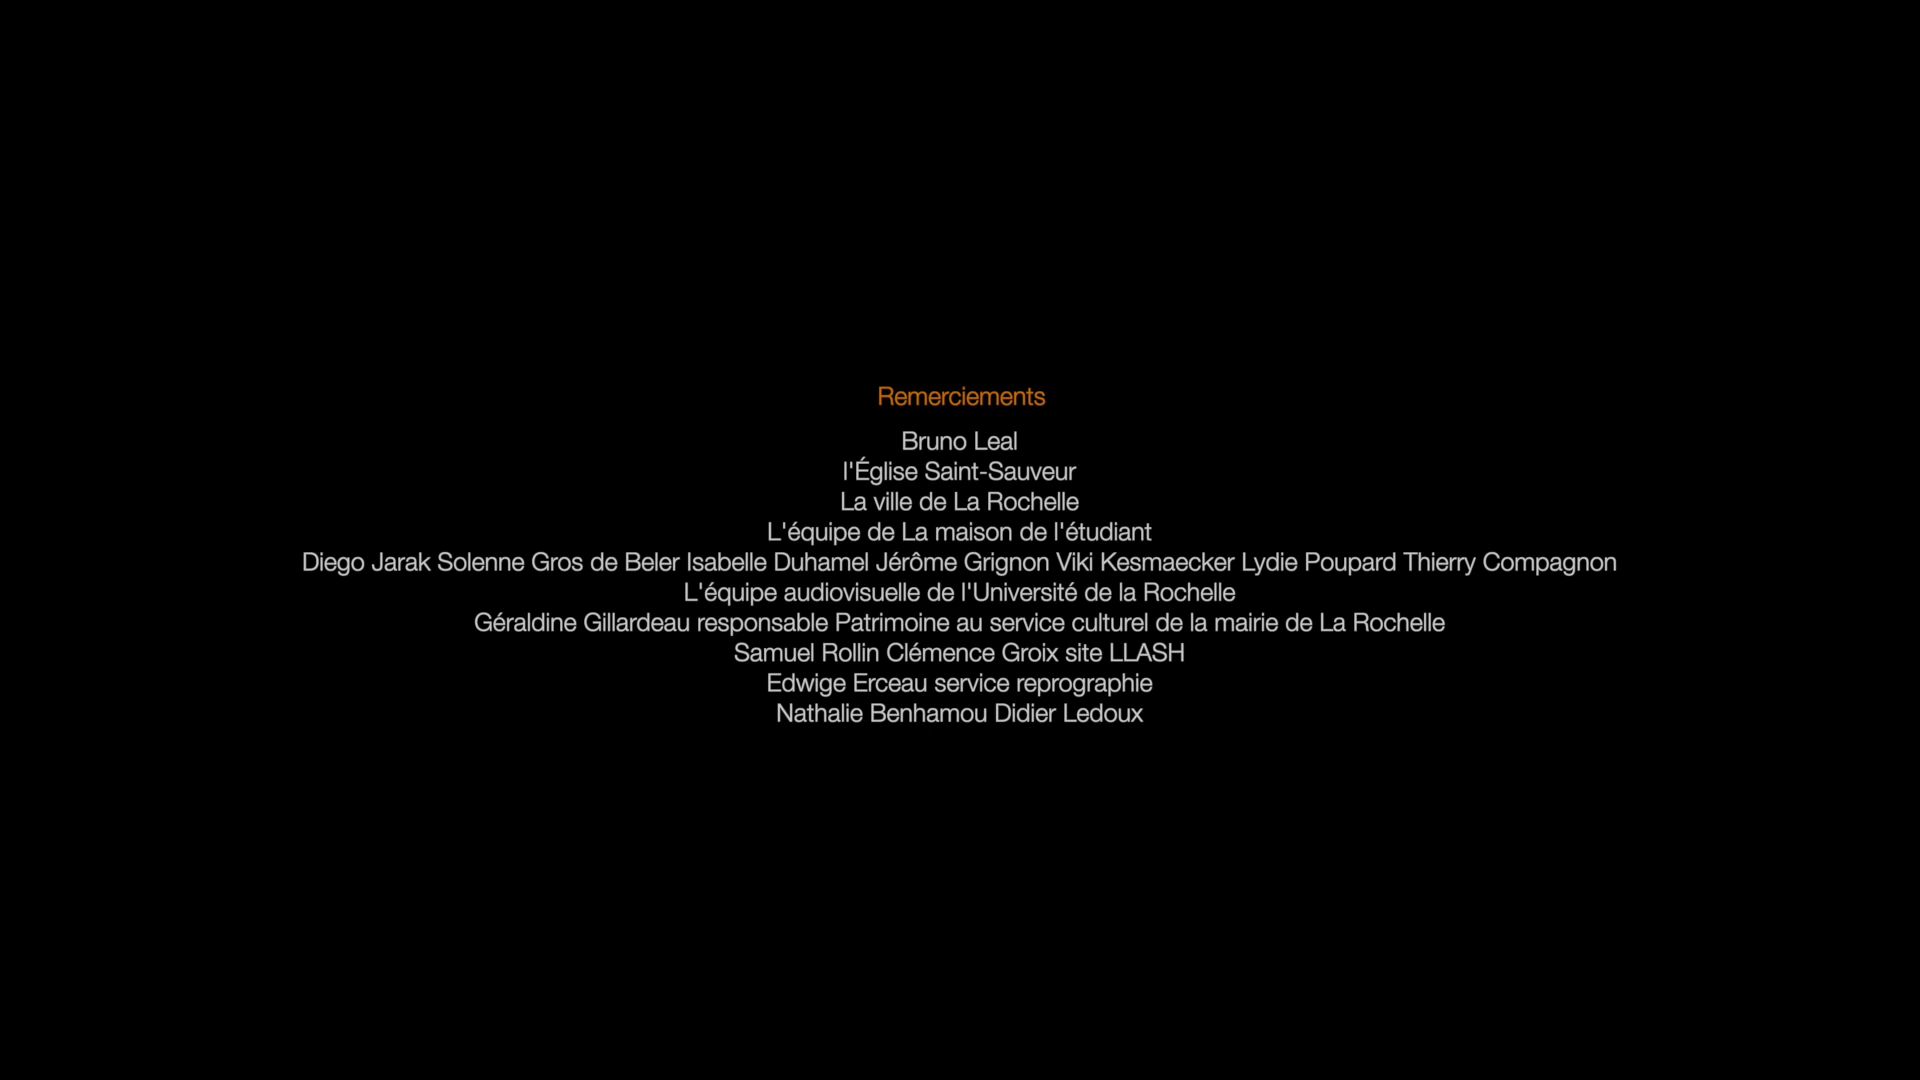 Remerciements
Bruno Leal
l'Église Saint-Sauveur
La ville de La Rochelle
L'équipe de La maison de l'étudiant
Diego Jarak Solenne Gros de Beler Isabelle Duhamel Jérôme Grignon Viki Kesmaecker Lydie Poupard Thierry Compagnon
L'équipe audiovisuelle de l'Université de la Rochelle
Géraldine Gillardeau responsable Patrimoine au service culturel de la mairie de La Rochelle
Samuel Rollin Clémence Groix site LLASH
Edwige Erceau service reprographie
Nathalie Benhamou Didier Ledoux